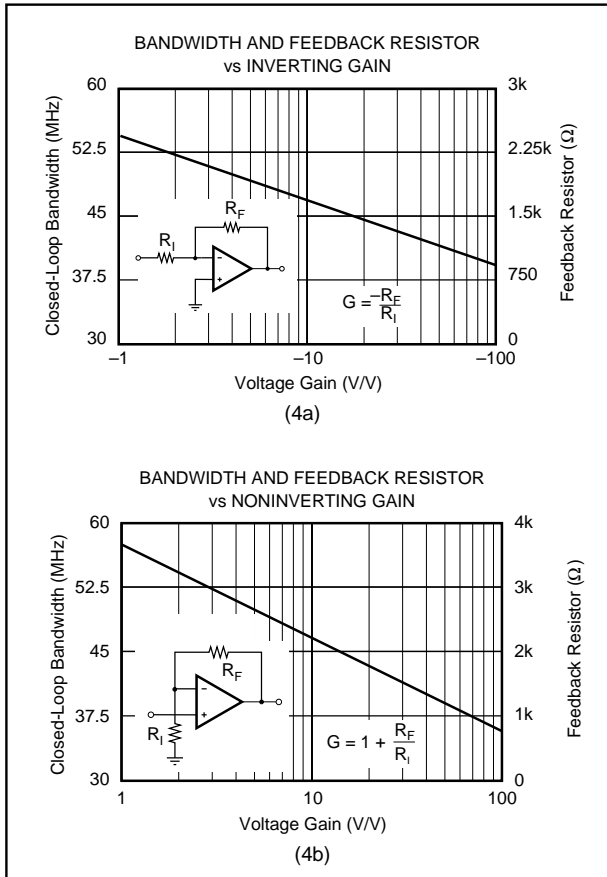 BANDWIDTH AND FEEDBACK RESISTOR
vs INVERTING GAIN
60
52.5
45
37.5
30
Closed-Loop Bandwidth (MHz)
3k
2.25k
1.5k
750
0
Feedback Resistor (Ω)
R_F
R_I
−
+
G = −R_F / R_I
−1
−10
−100
Voltage Gain (V/V)
(4a)
BANDWIDTH AND FEEDBACK RESISTOR
vs NONINVERTING GAIN
60
52.5
45
37.5
30
Closed-Loop Bandwidth (MHz)
4k
3k
2k
1k
0
Feedback Resistor (Ω)
R_F
−
+
R_I
G = 1 + R_F / R_I
1
10
100
Voltage Gain (V/V)
(4b)